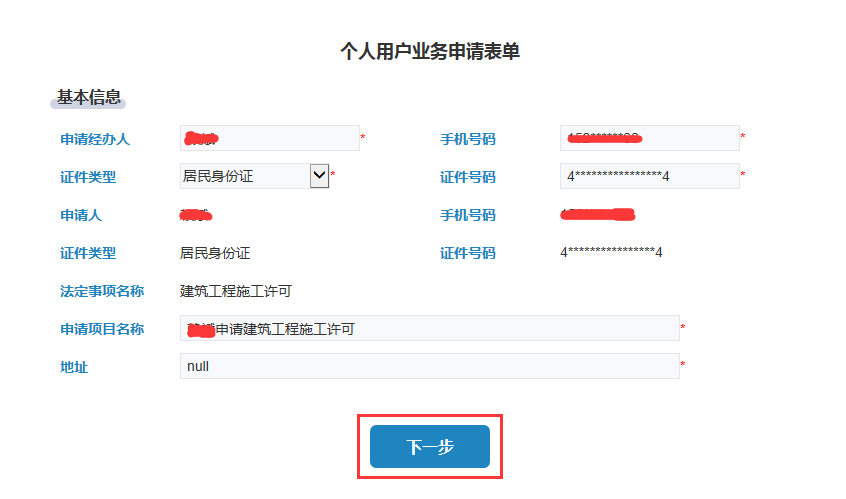 个人用户业务申请表单
基本信息
申请经办人 * 手机号码 *
证件类型 居民身份证 * 证件号码 4****************4 *
申请人 手机号码
证件类型 居民身份证 证件号码 4****************4
法定事项名称 建筑工程施工许可
申请项目名称 申请建筑工程施工许可 *
地址 null *
下一步